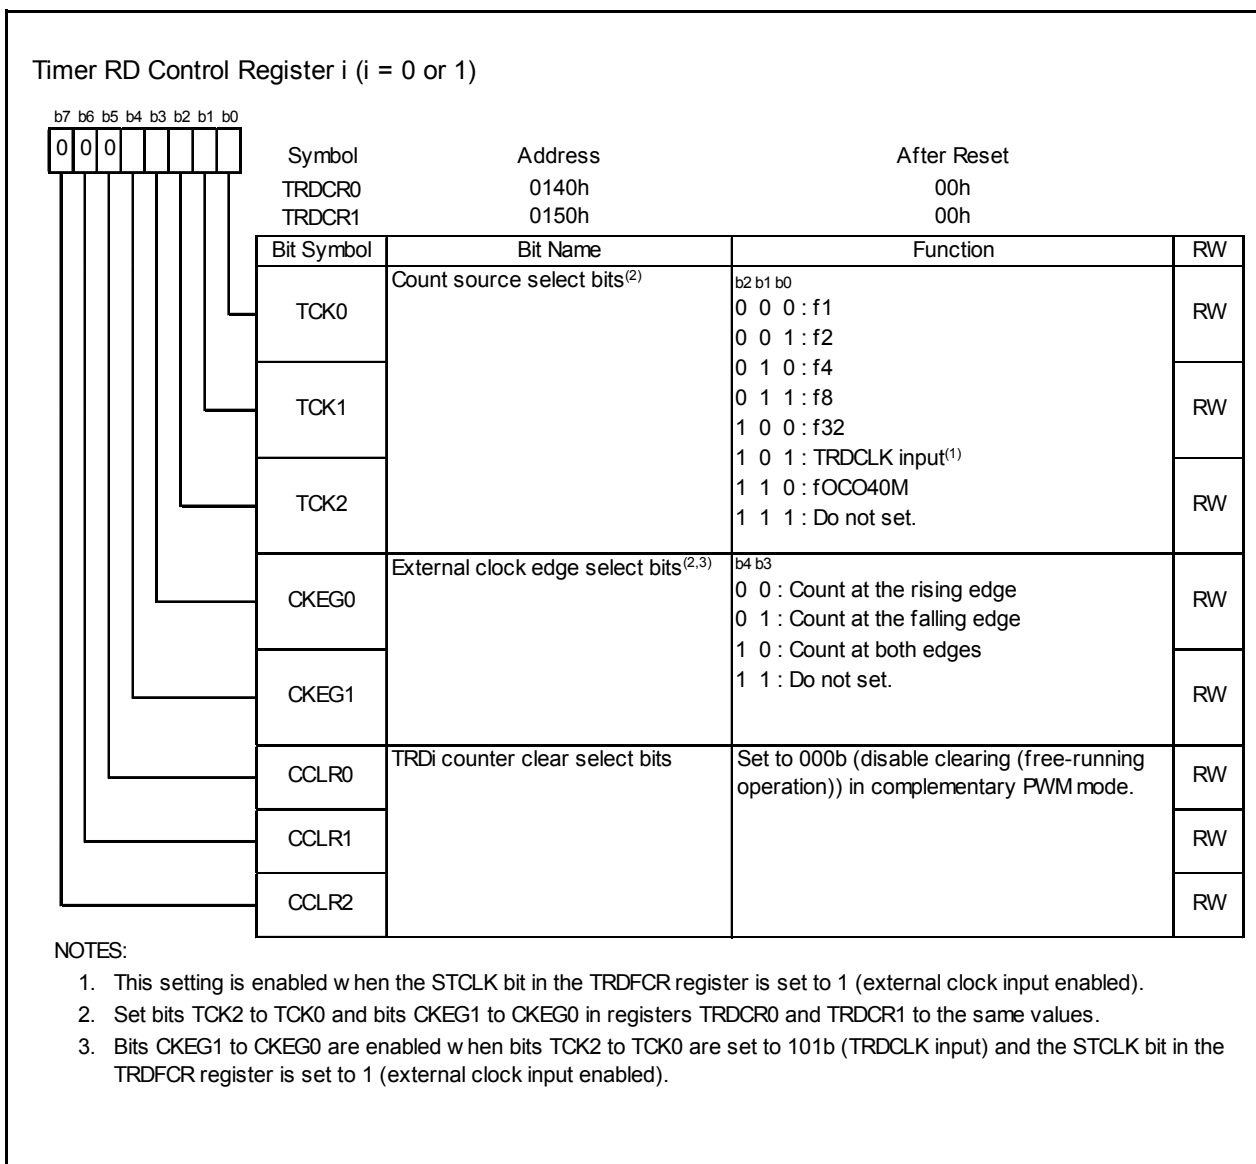 Timer RD Control Register i (i = 0 or 1)
b7 b6 b5 b4 b3 b2 b1 b0
0 0 0
Symbol Address After Reset
TRDCR0 0140h 00h
TRDCR1 0150h 00h
Bit Symbol Bit Name Function RW
TCK0 Count source select bits(2) b2 b1 b0
0 0 0 : f1 RW
0 0 1 : f2
0 1 0 : f4
TCK1 0 1 1 : f8 RW
1 0 0 : f32
1 0 1 : TRDCLK input(1)
TCK2 1 1 0 : fOCO40M RW
1 1 1 : Do not set.
CKEG0 External clock edge select bits(2,3) b4 b3
0 0 : Count at the rising edge RW
0 1 : Count at the falling edge
1 0 : Count at both edges
CKEG1 1 1 : Do not set. RW
CCLR0 TRDi counter clear select bits Set to 000b (disable clearing (free-running RW
operation)) in complementary PWM mode.
CCLR1 RW
CCLR2 RW
NOTES:
1. This setting is enabled when the STCLK bit in the TRDFCR register is set to 1 (external clock input enabled).
2. Set bits TCK2 to TCK0 and bits CKEG1 to CKEG0 in registers TRDCR0 and TRDCR1 to the same values.
3. Bits CKEG1 to CKEG0 are enabled when bits TCK2 to TCK0 are set to 101b (TRDCLK input) and the STCLK bit in the
TRDFCR register is set to 1 (external clock input enabled).